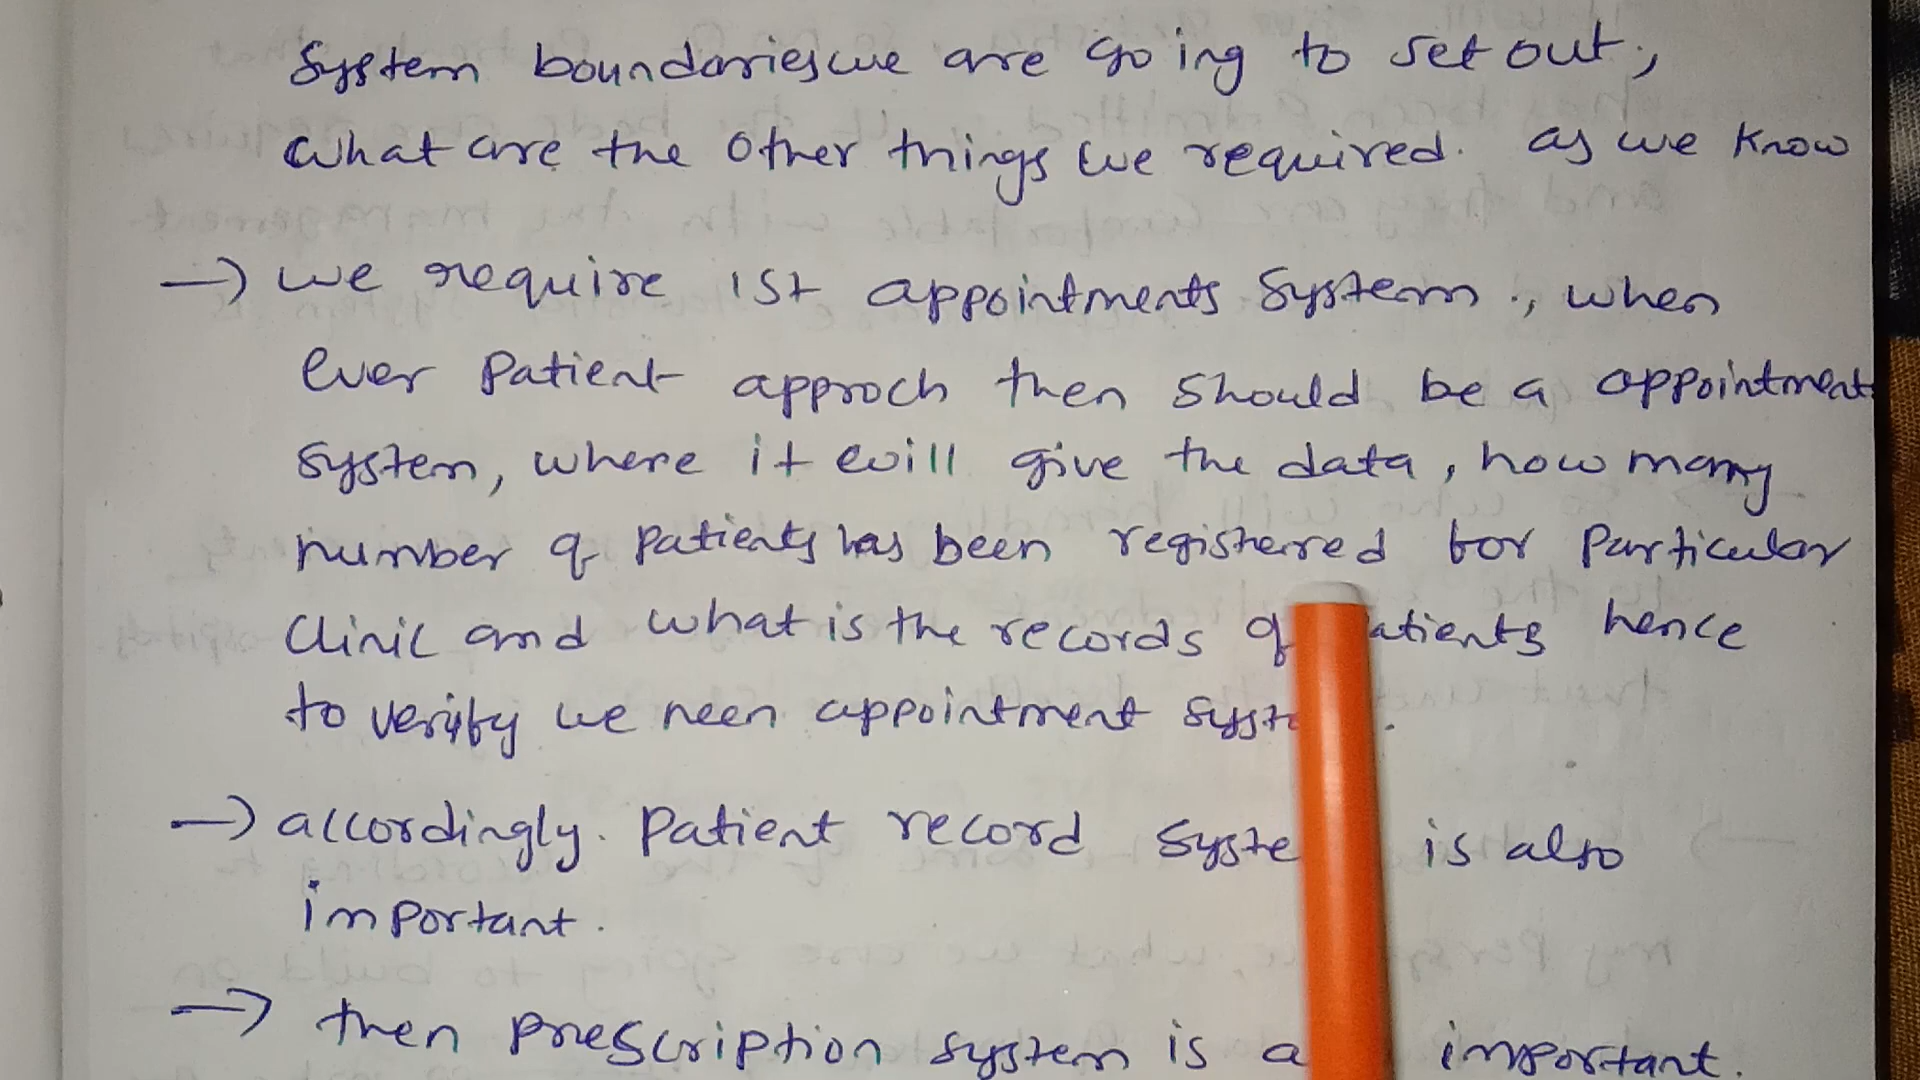 System boundaries we are going to set out,
what are the other things we required. as we know
→ we require 1st appointments system., when
ever patient approch then should be a appointment
system, where it will give the data, how many
number of patients has been registerred for particular
clinic and what is the records of atients hence
to verify we neen appointment syste .
→ accordingly. patient record syste is also
important.
→ then prescription system is a important.